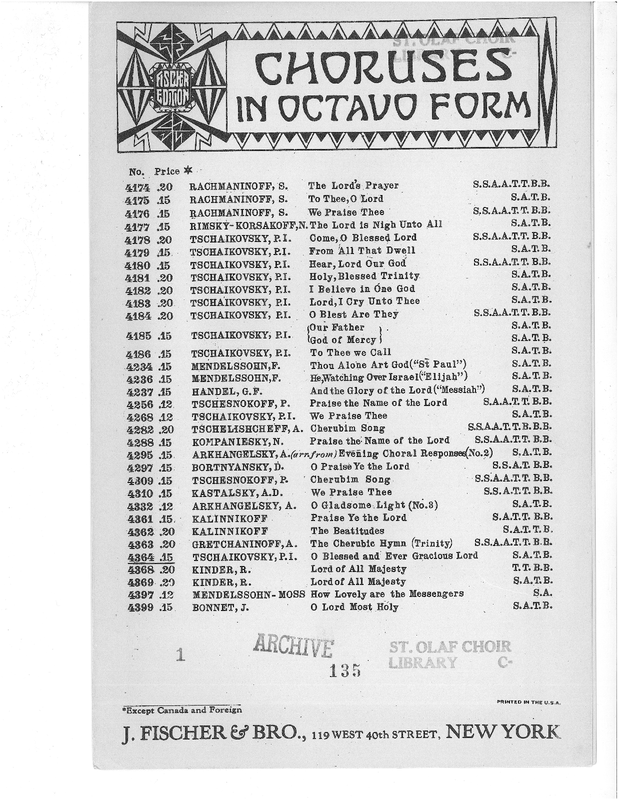 ST. OLAF CHOIR
LIBRARY C-
FISCHER
EDITION
CHORUSES
IN OCTAVO FORM
No. Price *
4174 .20 RACHMANINOFF, S. The Lord's Prayer S.S.A.A.T.T.B.B.
4175 .15 RACHMANINOFF, S. To Thee, O Lord S.A.T.B.
4176 .15 RACHMANINOFF, S. We Praise Thee S.S.A.A.T.T.B.B.
4177 .15 RIMSKY-KORSAKOFF, N. The Lord is Nigh Unto All S.A.T.B.
4178 .20 TSCHAIKOVSKY, P.I. Come, O Blessed Lord S.S.A.A.T.T.B.B.
4179 .15 TSCHAIKOVSKY, P.I. From All That Dwell S.A.T.B.
4180 .15 TSCHAIKOVSKY, P.I. Hear, Lord Our God S.S.A.A.T.T.B.B.
4181 .20 TSCHAIKOVSKY, P.I. Holy, Blessed Trinity S.A.T.B.
4182 .20 TSCHAIKOVSKY, P.I. I Believe in One God S.A.T.B.
4183 .20 TSCHAIKOVSKY, P.I. Lord, I Cry Unto Thee S.A.T.B.
4184 .20 TSCHAIKOVSKY, P.I. O Blest Are They S.S.A.A.T.T.B.B.
4185 .15 TSCHAIKOVSKY, P.I. {Our Father} S.A.T.B.
{God of Mercy} S.A.T.B.
4186 .15 TSCHAIKOVSKY, P.I. To Thee we Call S.A.T.B.
4234 .15 MENDELSSOHN, F. Thou Alone Art God ("St Paul") S.A.T.B.
4236 .15 MENDELSSOHN, F. He, Watching Over Israel ("Elijah") S.A.T.B.
4237 .15 HANDEL, G.F. And the Glory of the Lord ("Messiah") S.A.T.B.
4256 .12 TSCHESNOKOFF, P. Praise the Name of the Lord S.A.A.T.T.B.B.
4268 .12 TSCHAIKOVSKY, P.I. We Praise Thee S.A.T.B.
4282 .20 TSCHELISHCHEFF, A. Cherubim Song S.S.A.A.T.T.B.B.B.
4288 .15 KOMPANIESKY, N. Praise the Name of the Lord S.S.A.A.T.T.B.B.
4295 .15 ARKHANGELSKY, A. (arr. from) Evening Choral Responses (No.2) S.A.T.B.
4297 .15 BORTNYANSKY, D. O Praise Ye the Lord S.S.A.T.B.B.
4309 .15 TSCHESNOKOFF, P. Cherubim Song S.S.A.A.T.T.B.B.
4310 .15 KASTALSKY, A.D. We Praise Thee S.S.A.T.B.B.
4332 .12 ARKHANGELSKY, A. O Gladsome Light (No.3) S.A.T.B.
4361 .15 KALINNIKOFF Praise Ye the Lord S.A.T.T.B.B.
4362 .20 KALINNIKOFF The Beatitudes S.A.T.T.B.
4363 .20 GRETCHANINOFF, A. The Cherubic Hymn (Trinity) S.S.A.A.T.T.B.B.
4364 .15 TSCHAIKOVSKY, P.I. O Blessed and Ever Gracious Lord S.A.T.B.
4368 .20 KINDER, R. Lord of All Majesty T.T.B.B.
4369 .20 KINDER, R. Lord of All Majesty S.A.T.B.
4397 .12 MENDELSSOHN-MOSS How Lovely are the Messengers S.A.
4399 .15 BONNET, J. O Lord Most Holy S.A.T.B.
1
ARCHIVE
135
ST. OLAF CHOIR
LIBRARY C-
*Except Canada and Foreign
PRINTED IN THE U.S.A.
J. FISCHER & BRO., 119 WEST 40th STREET, NEW YORK